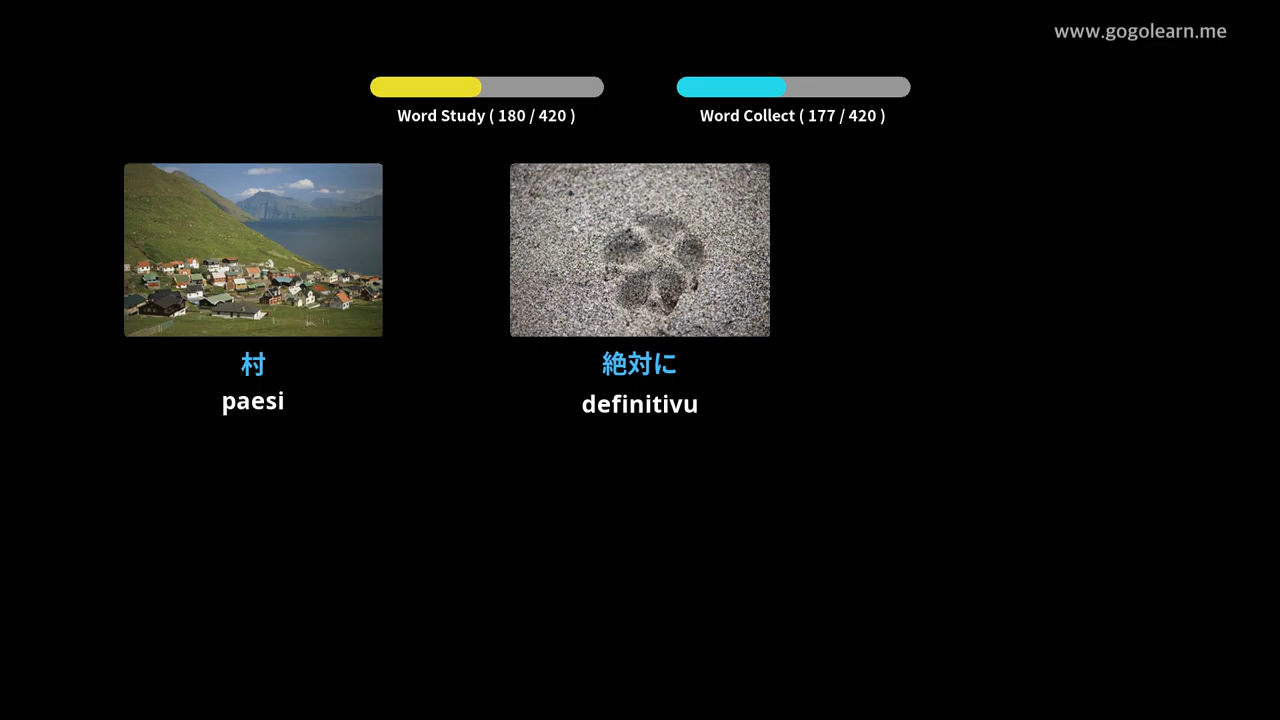 www.gogolearn.me
Word Study ( 180 / 420 )
Word Collect ( 177 / 420 )
村
paesi
絶対に
definitivu